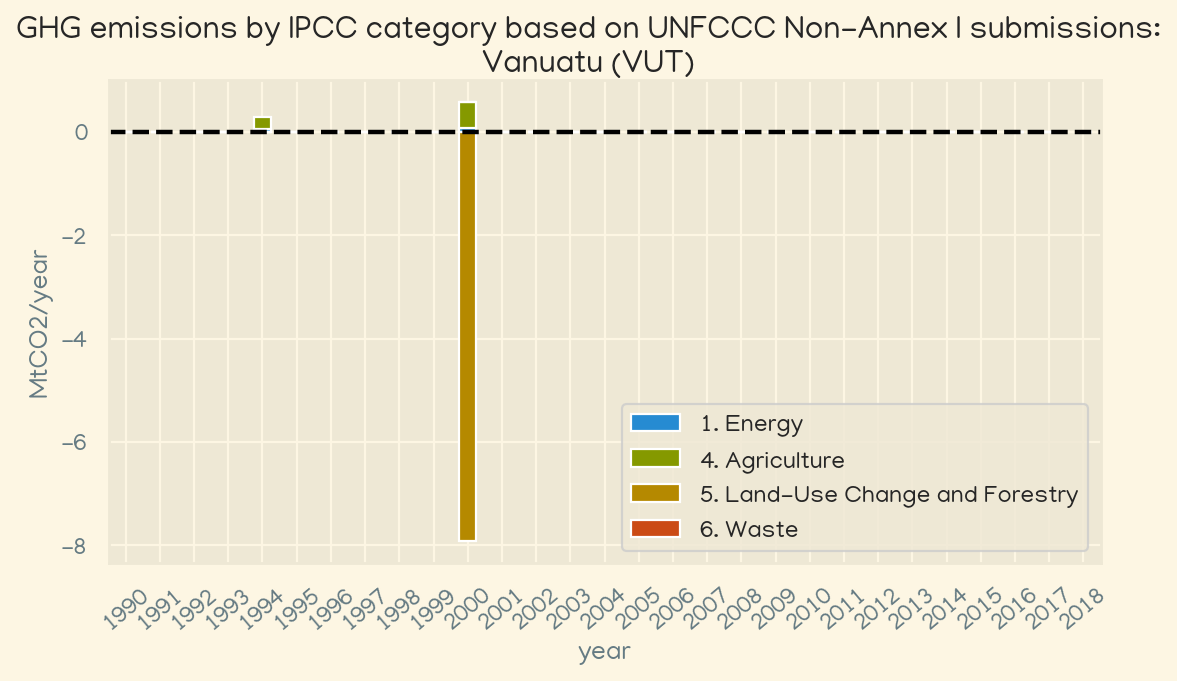 GHG emissions by IPCC category based on UNFCCC Non-Annex I submissions:
Vanuatu (VUT)
MtCO2/year
0
-2
-4
-6
-8
1. Energy
4. Agriculture
5. Land-Use Change and Forestry
6. Waste
1990 1991 1992 1993 1994 1995 1996 1997 1998 1999 2000 2001 2002 2003 2004 2005 2006 2007 2008 2009 2010 2011 2012 2013 2014 2015 2016 2017 2018
year